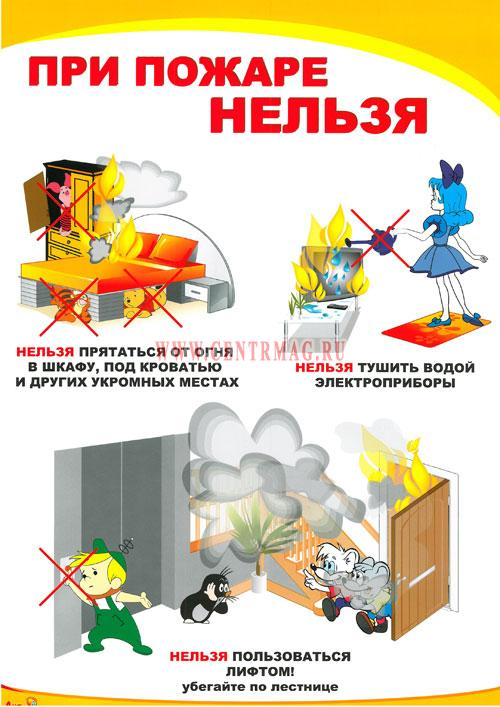 ПРИ ПОЖАРЕ
НЕЛЬЗЯ
НЕЛЬЗЯ ПРЯТАТЬСЯ ОТ ОГНЯ
В ШКАФУ, ПОД КРОВАТЬЮ
И ДРУГИХ УКРОМНЫХ МЕСТАХ
НЕЛЬЗЯ ТУШИТЬ ВОДОЙ
ЭЛЕКТРОПРИБОРЫ
WWW.CENTRMAG.RU
НЕЛЬЗЯ ПОЛЬЗОВАТЬСЯ
ЛИФТОМ!
убегайте по лестнице